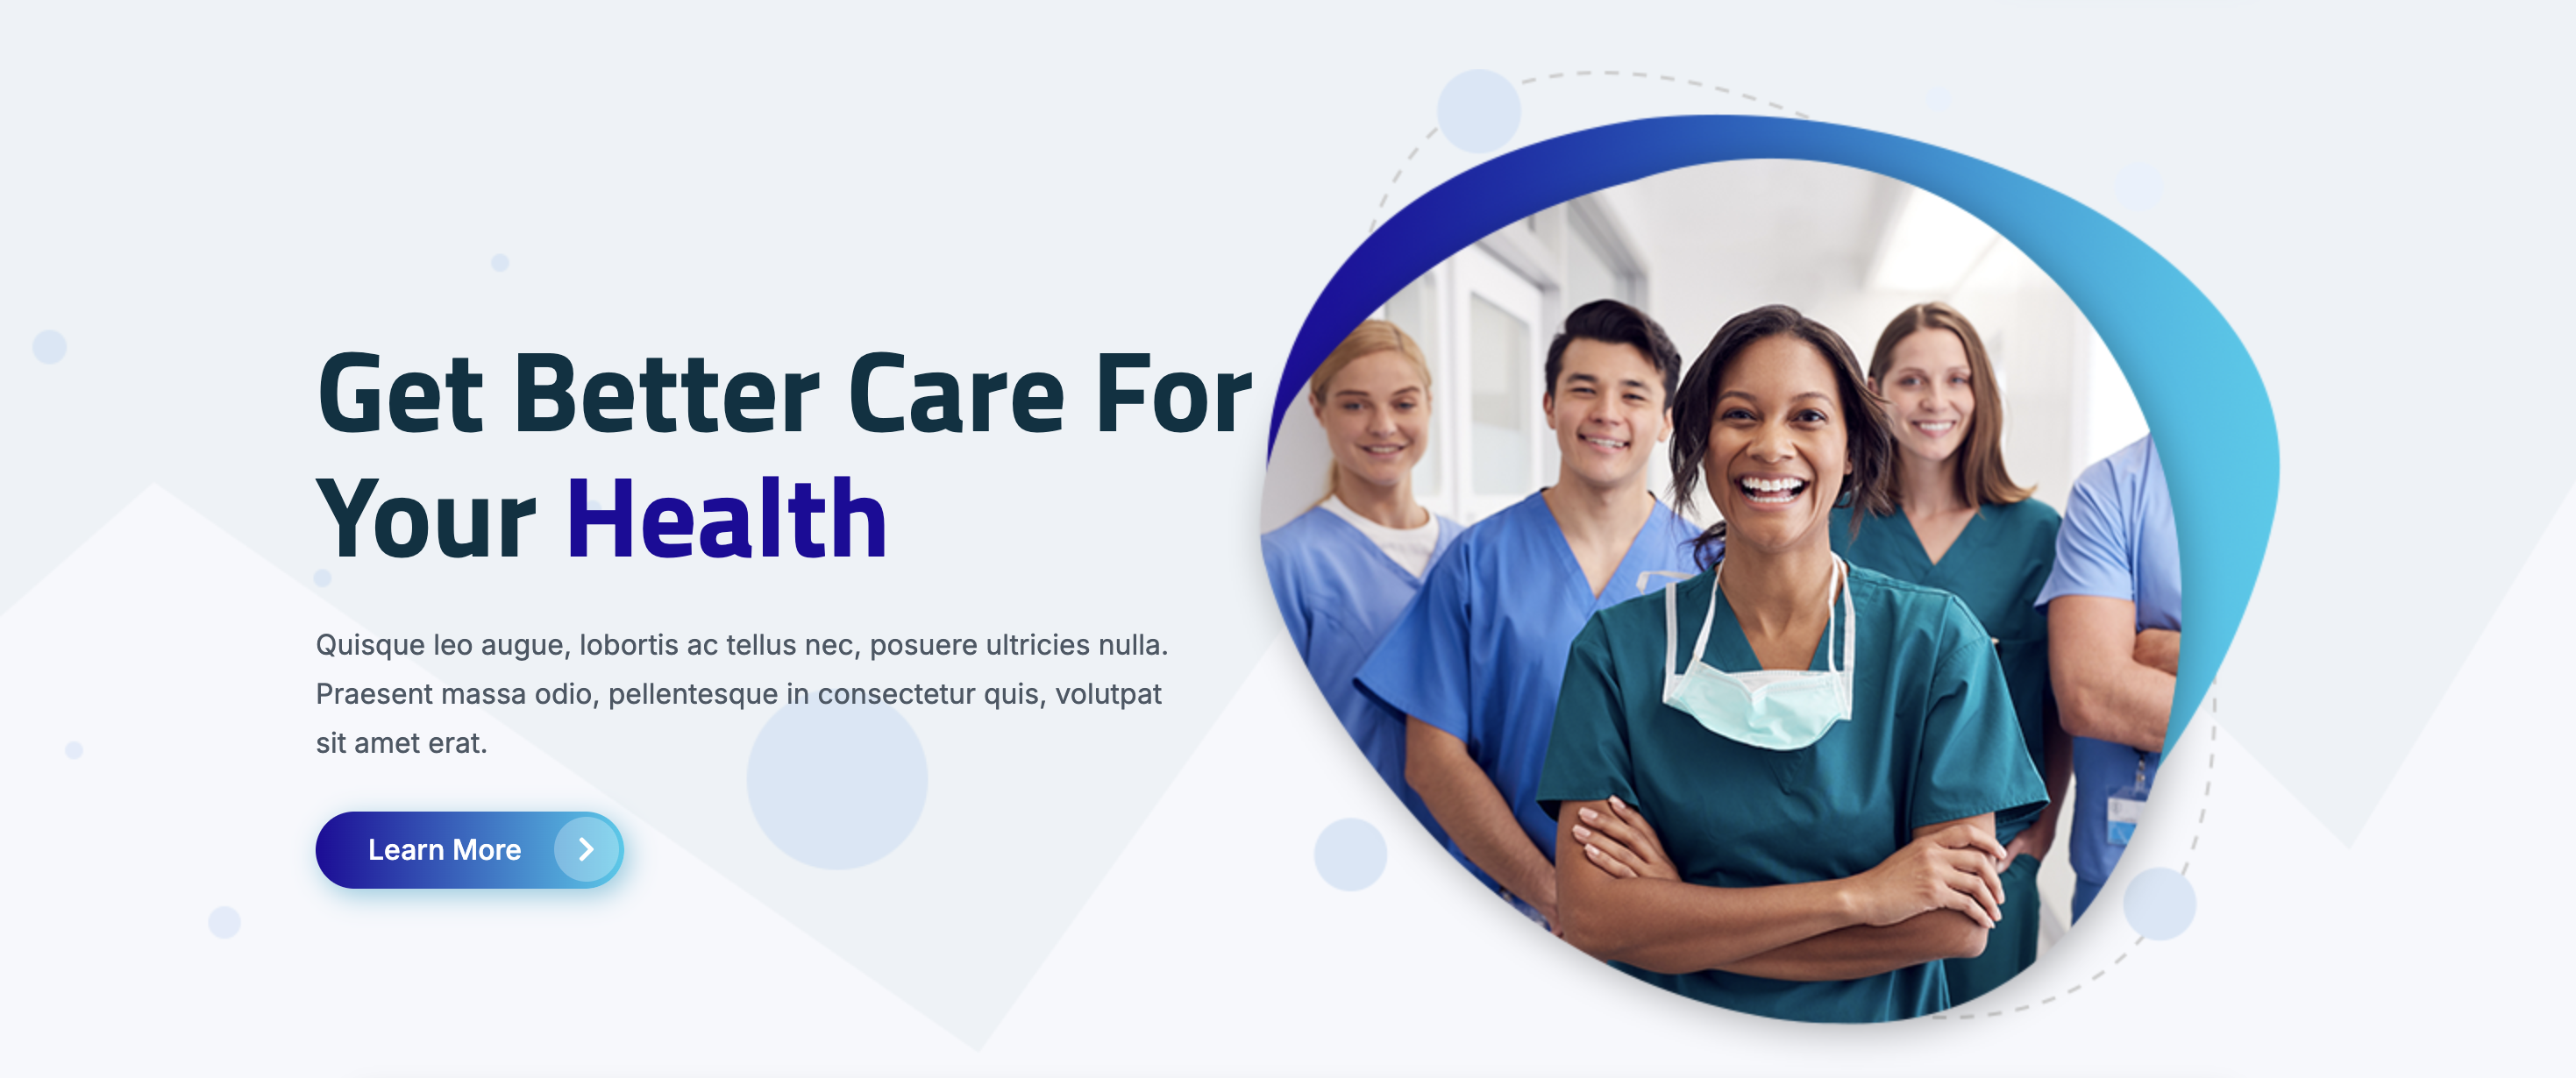 Get Better Care For
Your Health
Quisque leo augue, lobortis ac tellus nec, posuere ultricies nulla.
Praesent massa odio, pellentesque in consectetur quis, volutpat
sit amet erat.
Learn More